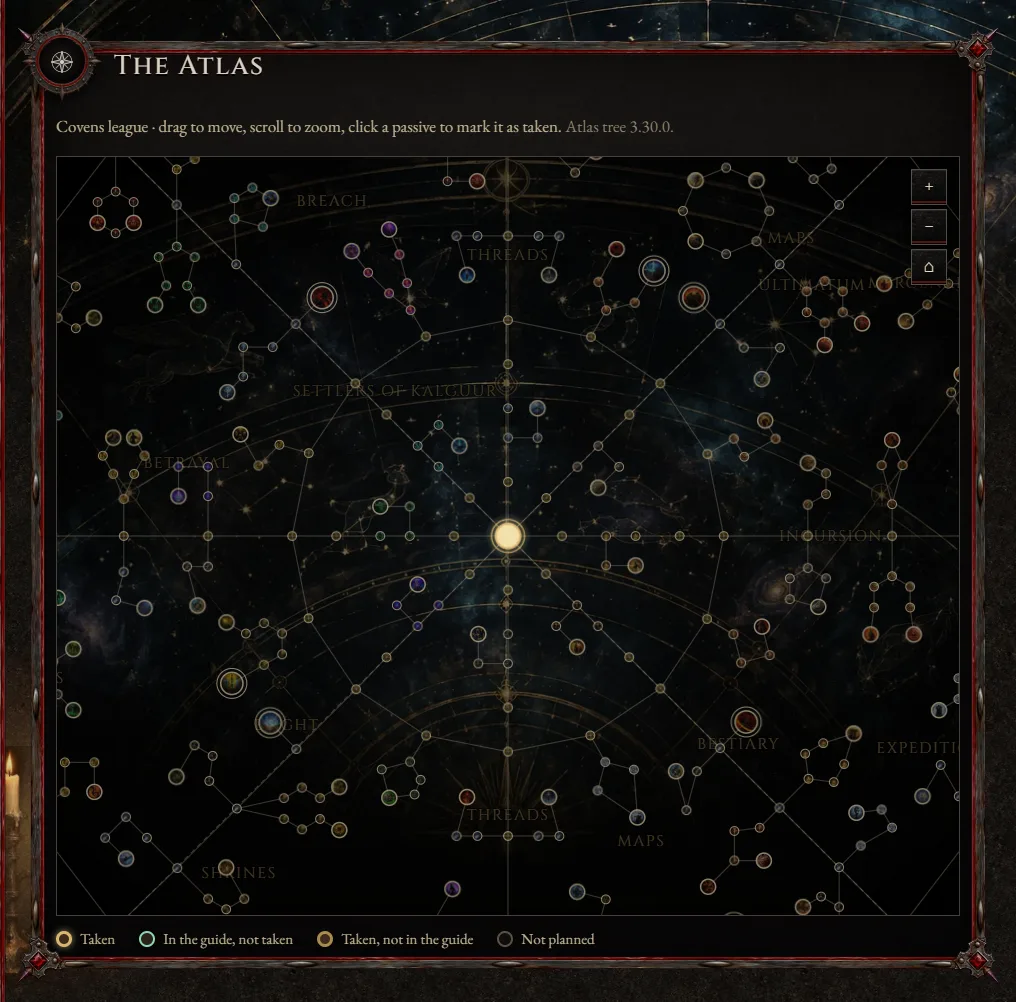 THE ATLAS
Covens league · drag to move, scroll to zoom, click a passive to mark it as taken. Atlas tree 3.30.0.
+
−
BREACH
THREADS
MAPS
ULTIMATUM
SETTLERS OF KALGUUR
BETRAYAL
INCURSION
BESTIARY
THREADS
MAPS
SHRINES
Taken
In the guide, not taken
Taken, not in the guide
Not planned